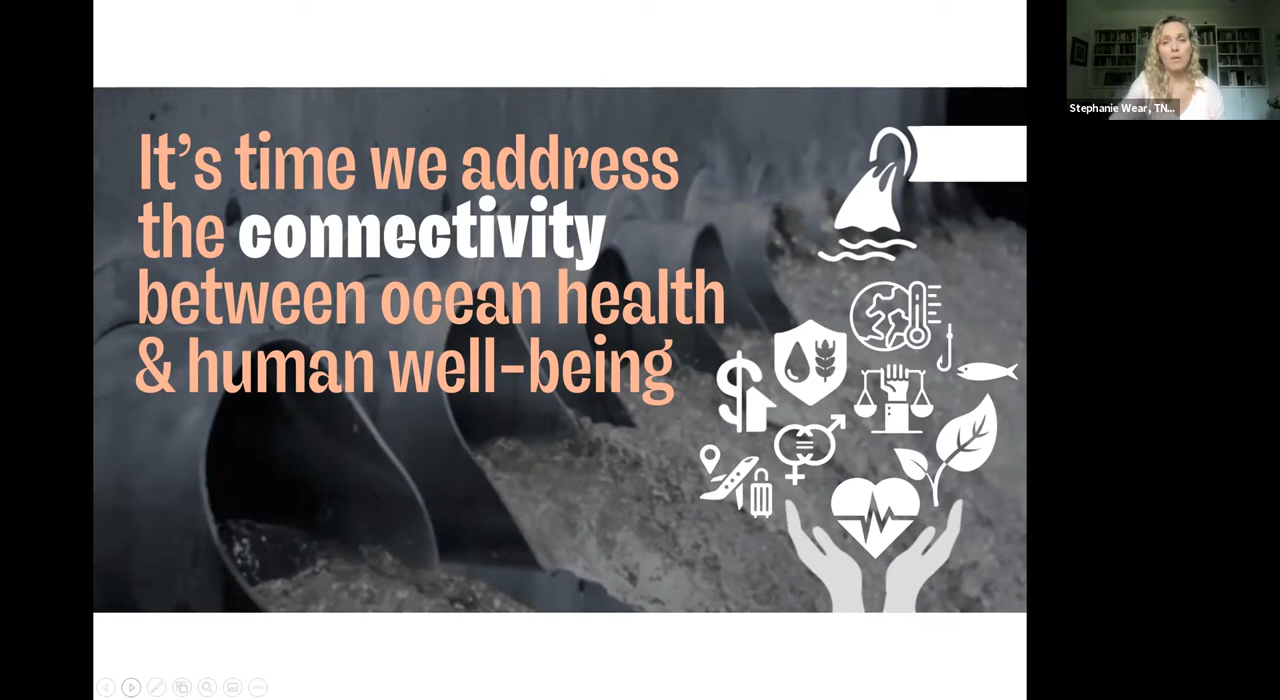 It's time we address
the connectivity
between ocean health
& human well-being
Stephanie Wear, TN...